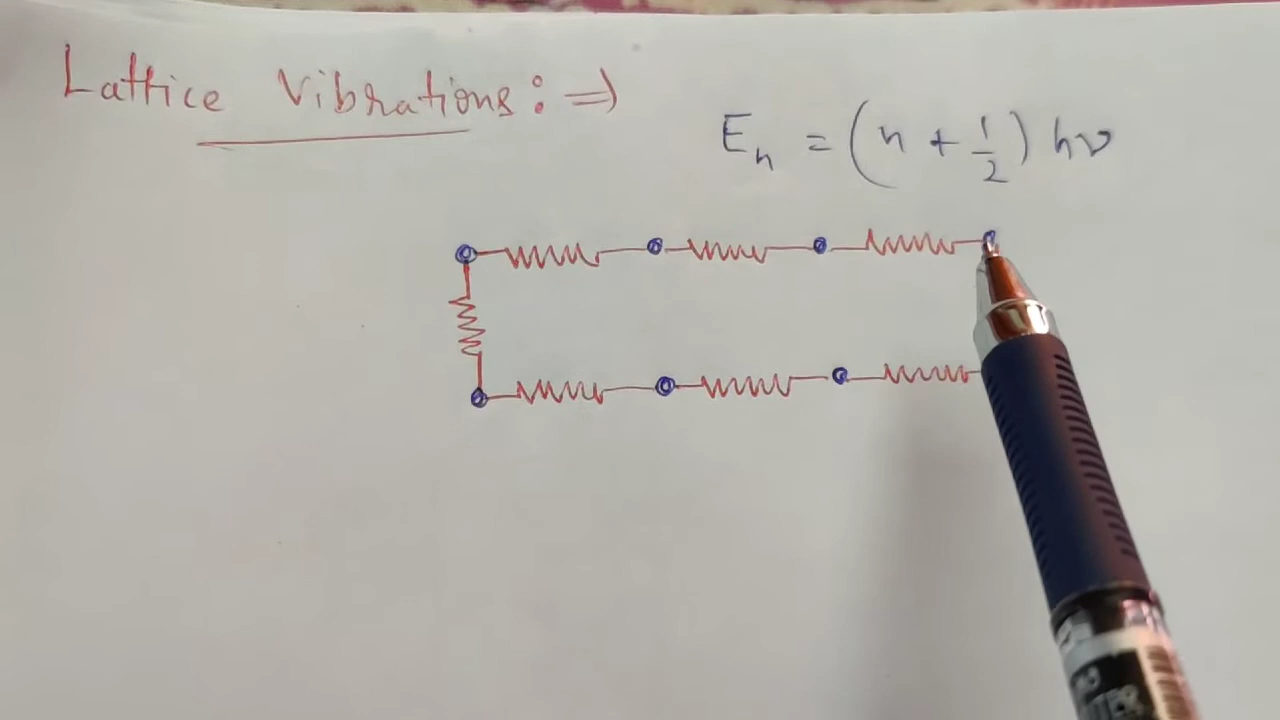 Lattice Vibrations : ⇒
Eₙ = (n + 1/2) hν